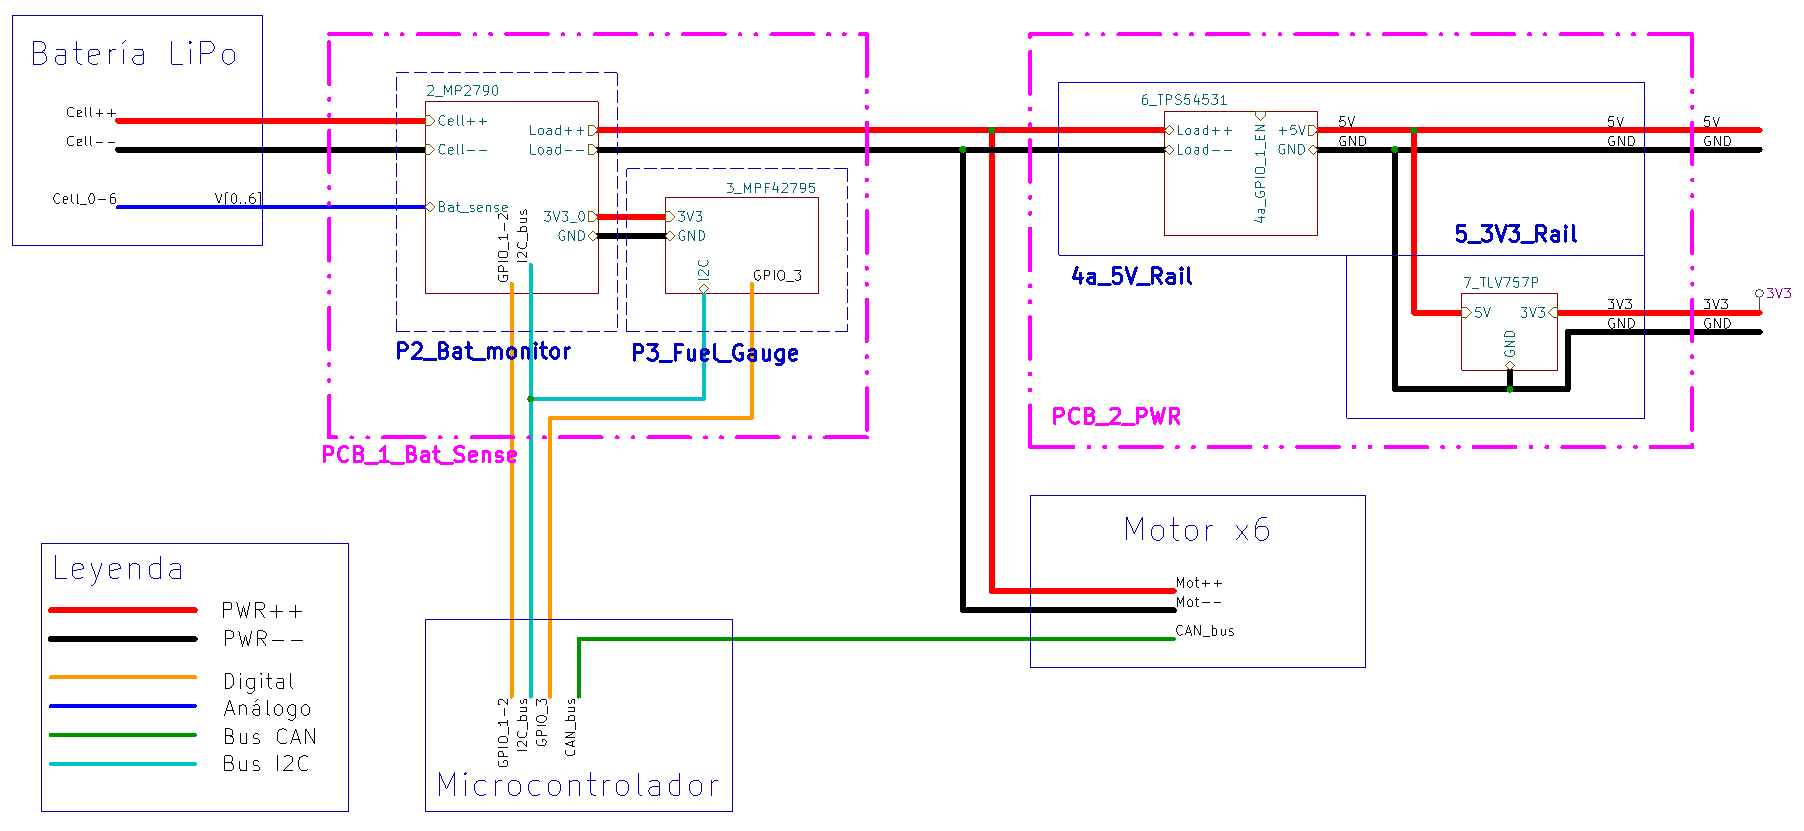 Batería LiPo
Cell++
Cell--
Cell_0-6
V[0..6]
2_MP2790
Cell++
Cell--
Bat_sense
Load++
Load--
3V3_0
GND
GPIO_1-2
I2C_bus
3_MPF42795
3V3
GND
I2C
GPIO_3
P2_Bat_monitor
P3_Fuel_Gauge
PCB_1_Bat_Sense
6_TPS54531
Load++
Load--
4a_GPIO_1_EN
+5V
GND
5V
GND
5V
GND
5V
GND
5_3V3_Rail
4a_5V_Rail
7_TLV757P
5V
3V3
GND
3V3
GND
3V3
GND
3V3
PCB_2_PWR
Motor x6
Mot++
Mot--
CAN_bus
Leyenda
PWR++
PWR--
Digital
Análogo
Bus CAN
Bus I2C
GPIO_1-2
I2C_bus
GPIO_3
CAN_bus
Microcontrolador